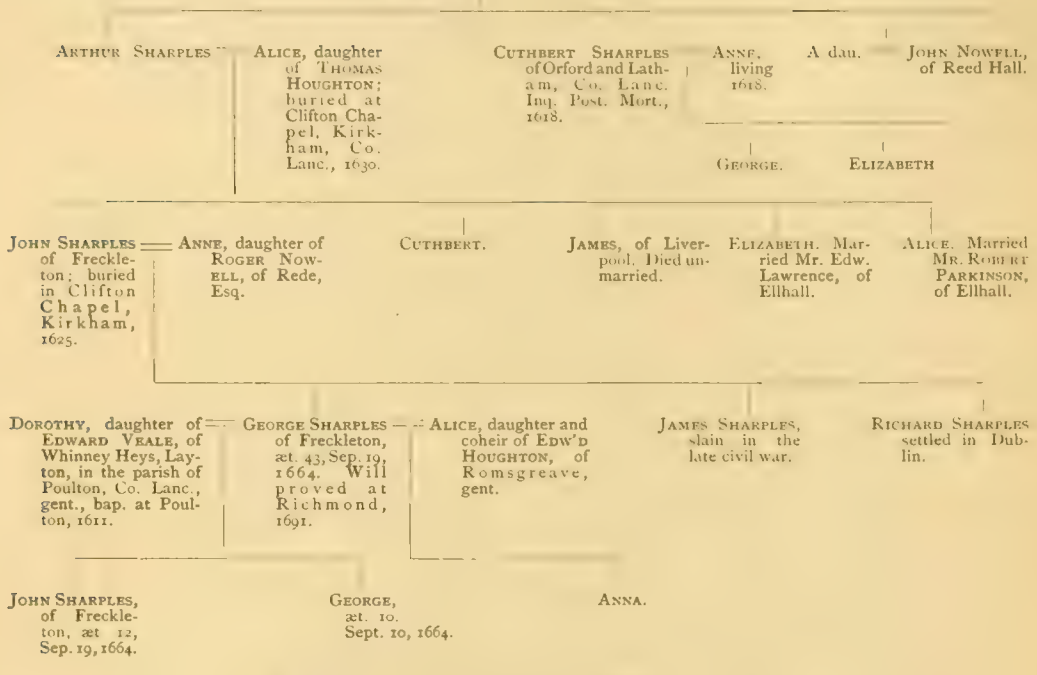 ARTHUR SHARPLES
ALICE, daughter
of THOMAS
HOUGHTON;
buried at
Clifton Cha-
pel, Kirk-
ham, Co.
Lanc., 1630.
CUTHBERT SHARPLES
of Orford and Lath-
am, Co. Lanc.
Inq. Post. Mort.,
1618.
ANNE,
living
1618.
A dau.
JOHN NOWELL,
of Reed Hall.
GEORGE.
ELIZABETH
JOHN SHARPLES
of Freckle-
ton; buried
in Clifton
Chapel,
Kirkham,
1625.
ANNE, daughter of
ROGER NOW-
ELL, of Rede,
Esq.
CUTHBERT.
JAMES, of Liver-
pool. Died un-
married.
ELIZABETH. Mar-
ried Mr. Edw.
Lawrence, of
Ellhall.
ALICE. Married
MR. ROBERT
PARKINSON,
of Ellhall.
DOROTHY, daughter of
EDWARD VEALE, of
Whinney Heys, Lay-
ton, in the parish of
Poulton, Co. Lanc.,
gent., bap. at Poul-
ton, 1611.
GEORGE SHARPLES
of Freckleton,
æt. 43, Sep. 19,
1664. Will
proved at
Richmond,
1691.
ALICE, daughter and
coheir of EDW'D
HOUGHTON, of
Romsgreave,
gent.
JAMES SHARPLES,
slain in the
late civil war.
RICHARD SHARPLES
settled in Dub-
lin.
JOHN SHARPLES,
of Freckle-
ton, æt 12,
Sep. 19, 1664.
GEORGE,
æt. 10.
Sept. 10, 1664.
ANNA.